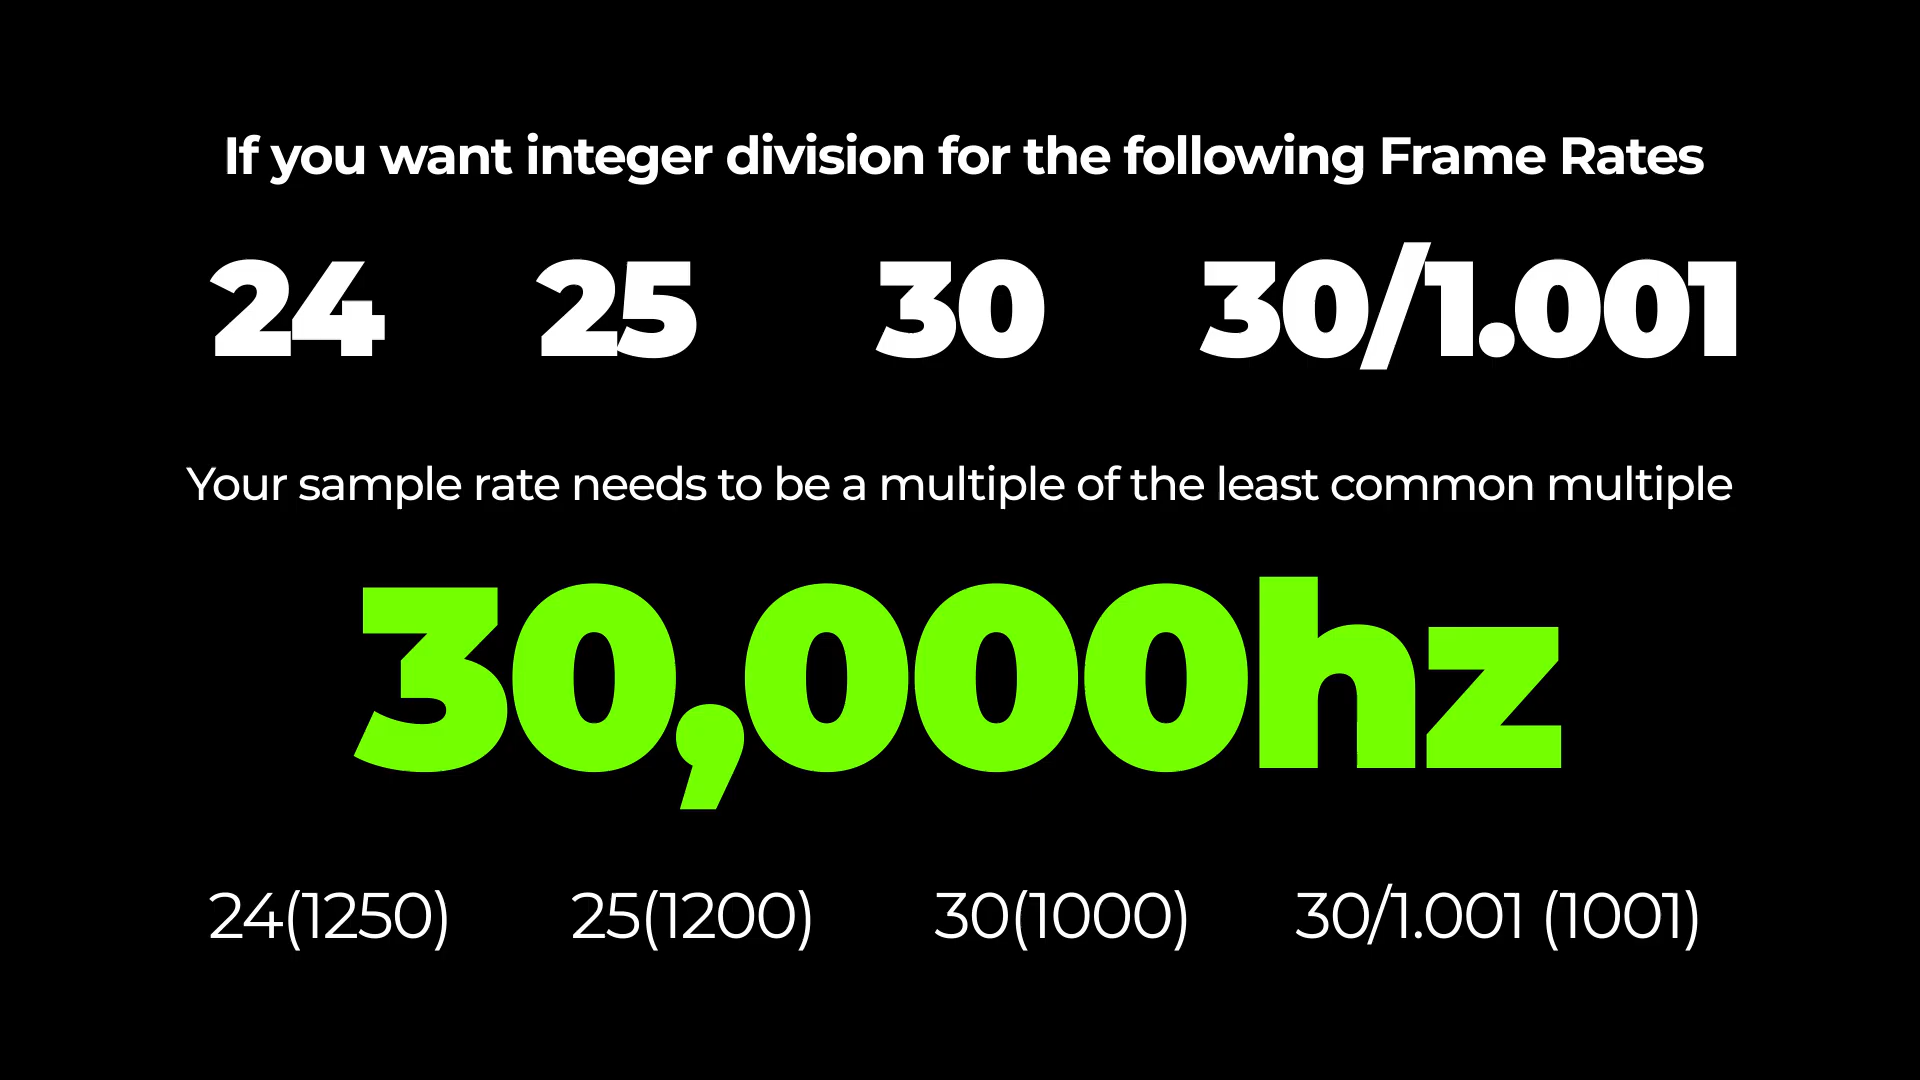 If you want integer division for the following Frame Rates
24 25 30 30/1.001
Your sample rate needs to be a multiple of the least common multiple
30,000hz
24(1250) 25(1200) 30(1000) 30/1.001 (1001)